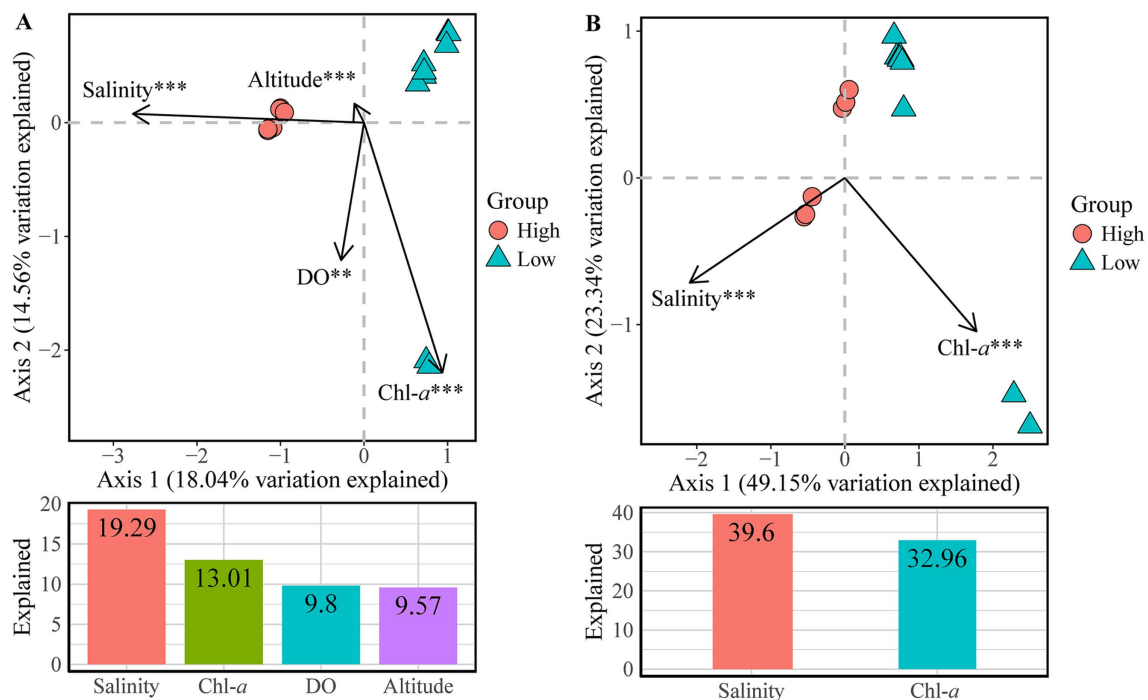 A
Salinity***
Altitude***
DO**
Chl-a***
0
−1
−2
−3
−2
−1
0
1
Axis 2 (14.56% variation explained)
Axis 1 (18.04% variation explained)
Group
High
Low
B
1
0
−1
−2
−1
0
1
2
Salinity***
Chl-a***
Axis 2 (23.34% variation explained)
Axis 1 (49.15% variation explained)
Group
High
Low
Explained
20
15
10
5
0
19.29
13.01
9.8
9.57
Salinity
Chl-a
DO
Altitude
Explained
40
30
20
10
0
39.6
32.96
Salinity
Chl-a